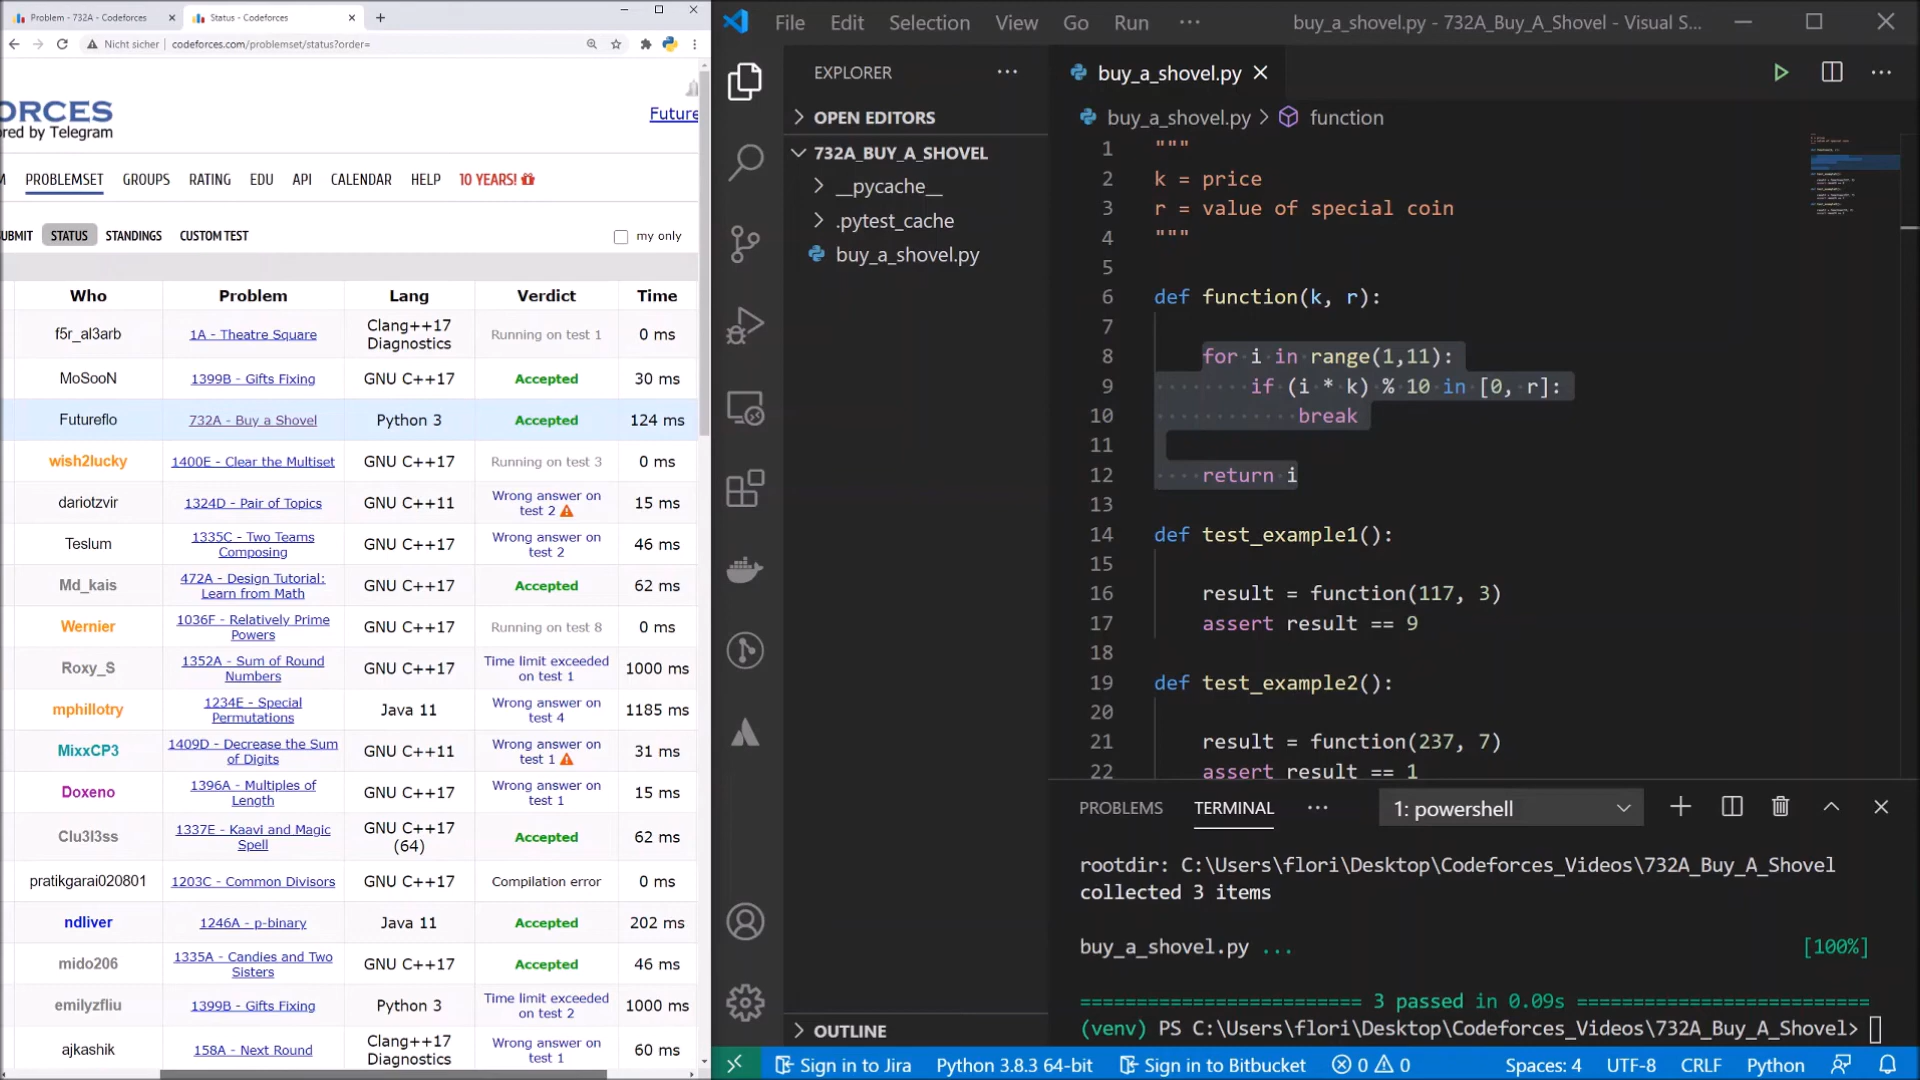 Problem - 732A - Codeforces
Status - Codeforces
Nicht sicher
codeforces.com/problemset/status?order=
ORCES
ored by Telegram
Future
PROBLEMSET GROUPS RATING EDU API CALENDAR HELP 10 YEARS!
UBMIT STATUS STANDINGS CUSTOM TEST
my only
Who Problem Lang Verdict Time
f5r_al3arb 1A - Theatre Square Clang++17 Diagnostics Running on test 1 0 ms
MoSooN 1399B - Gifts Fixing GNU C++17 Accepted 30 ms
Futureflo 732A - Buy a Shovel Python 3 Accepted 124 ms
wish2lucky 1400E - Clear the Multiset GNU C++17 Running on test 3 0 ms
dariotzvir 1324D - Pair of Topics GNU C++11 Wrong answer on test 2 15 ms
Teslum 1335C - Two Teams Composing GNU C++17 Wrong answer on test 2 46 ms
Md_kais 472A - Design Tutorial: Learn from Math GNU C++17 Accepted 62 ms
Wernier 1036F - Relatively Prime Powers GNU C++17 Running on test 8 0 ms
Roxy_S 1352A - Sum of Round Numbers GNU C++17 Time limit exceeded on test 1 1000 ms
mphillotry 1234E - Special Permutations Java 11 Wrong answer on test 4 1185 ms
MixxCP3 1409D - Decrease the Sum of Digits GNU C++11 Wrong answer on test 1 31 ms
Doxeno 1396A - Multiples of Length GNU C++17 Wrong answer on test 1 15 ms
Clu3l3ss 1337E - Kaavi and Magic Spell GNU C++17 (64) Accepted 62 ms
pratikgarai020801 1203C - Common Divisors GNU C++17 Compilation error 0 ms
ndliver 1246A - p-binary Java 11 Accepted 202 ms
mido206 1335A - Candies and Two Sisters GNU C++17 Accepted 46 ms
emilyzfliu 1399B - Gifts Fixing Python 3 Time limit exceeded on test 2 1000 ms
ajkashik 158A - Next Round Clang++17 Diagnostics Wrong answer on test 1 60 ms
File Edit Selection View Go Run ···
buy_a_shovel.py - 732A_Buy_A_Shovel - Visual S...
EXPLORER ···
OPEN EDITORS
732A_BUY_A_SHOVEL
__pycache__
.pytest_cache
buy_a_shovel.py
OUTLINE
buy_a_shovel.py
buy_a_shovel.py > function
1 """
2 k = price
3 r = value of special coin
4 """
5
6 def function(k, r):
7
8 for i in range(1,11):
9 if (i * k) % 10 in [0, r]:
10 break
11
12 return i
13
14 def test_example1():
15
16 result = function(117, 3)
17 assert result == 9
18
19 def test_example2():
20
21 result = function(237, 7)
22 assert result == 1
PROBLEMS TERMINAL ··· 1: powershell
rootdir: C:\Users\flori\Desktop\Codeforces_Videos\732A_Buy_A_Shovel
collected 3 items
buy_a_shovel.py ... [100%]
========================== 3 passed in 0.09s ===========================
(venv) PS C:\Users\flori\Desktop\Codeforces_Videos\732A_Buy_A_Shovel>
Sign in to Jira Python 3.8.3 64-bit Sign in to Bitbucket 0 0 Spaces: 4 UTF-8 CRLF Python